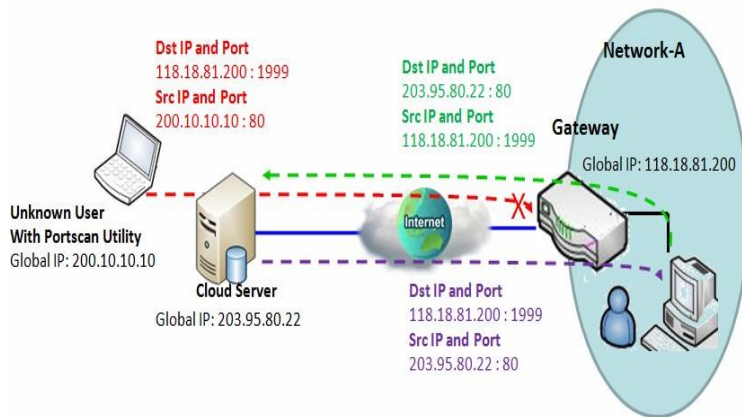 Network-A
Dst IP and Port
118.18.81.200 : 1999
Src IP and Port
200.10.10.10 : 80
Dst IP and Port
203.95.80.22 : 80
Src IP and Port
118.18.81.200 : 1999
Gateway
Global IP: 118.18.81.200
Unknown User
With Portscan Utility
Global IP: 200.10.10.10
Internet
Cloud Server
Global IP: 203.95.80.22
Dst IP and Port
118.18.81.200 : 1999
Src IP and Port
203.95.80.22 : 80